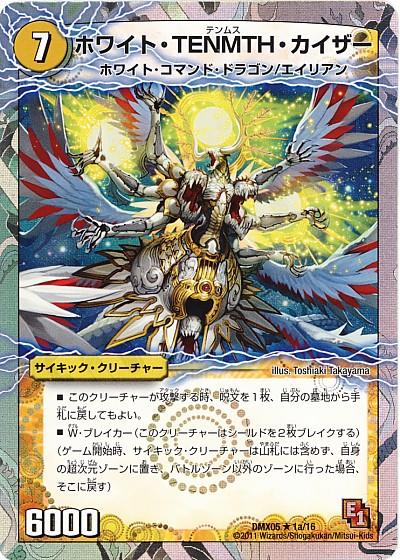 7
テンムス
ホワイト・TENMTH・カイザー
ホワイト・コマンド・ドラゴン/エイリアン
illus. Toshiaki Takayama
サイキック・クリーチャー
■ このクリーチャーが攻撃する時、呪文を1枚、自分の墓地から手
札に戻してもよい。
■ W・ブレイカー(このクリーチャーはシールドを2枚ブレイクする)
(ゲーム開始時、サイキック・クリーチャーは山札には含めず、自身
の超次元ゾーンに置き、バトルゾーン以外のゾーンに行った場合、
そこに戻す)
6000
DMX05 ★ 1a/16
©2011 Wizards/Shogakukan/Mitsui-Kids
E1